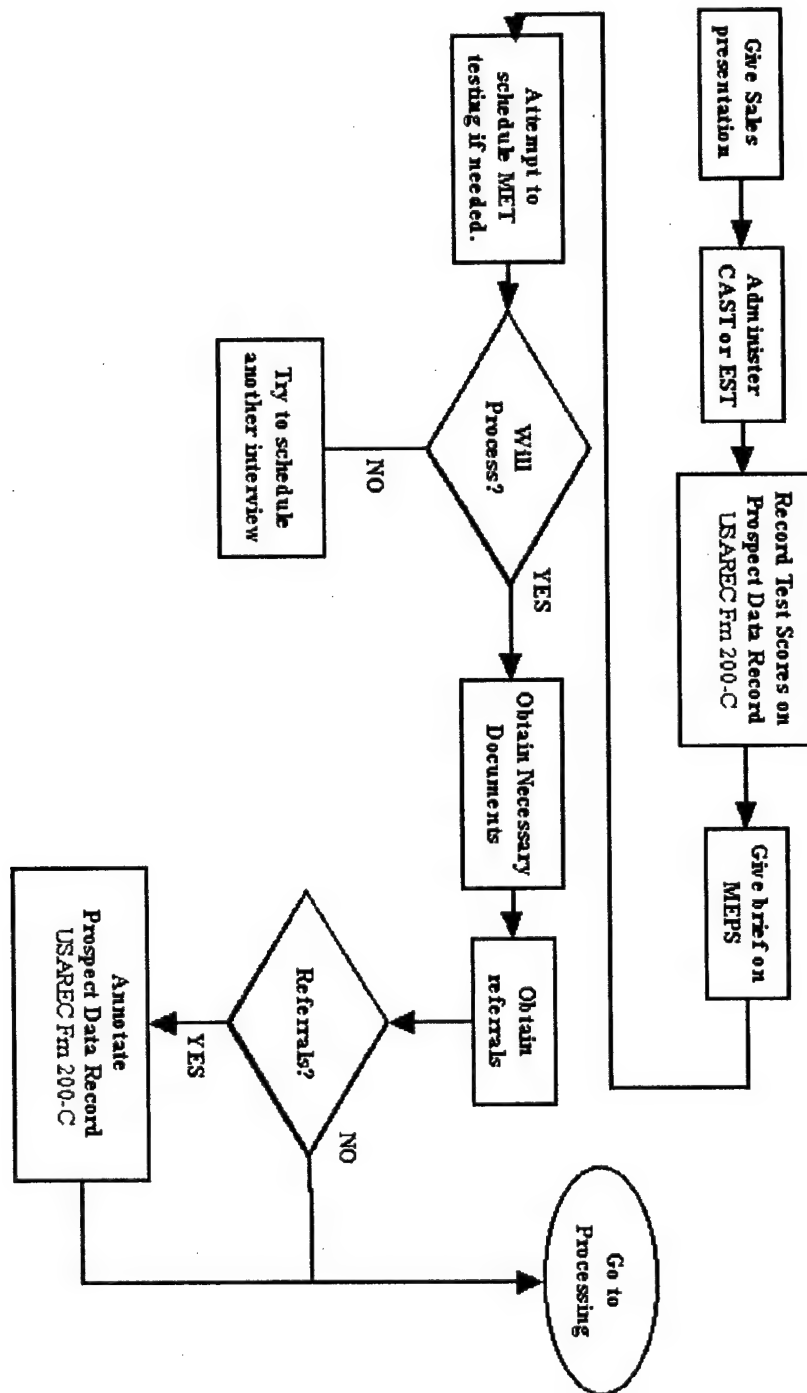 Give Sales
presentation
Administer
CAST or EST
Record Test Scores on
Prospect Data Record
USAREC Fm 200-C
Give brief on
MEPS
Attempt to
schedule MET
testing if needed.
Will
Process?
NO
Try to schedule
another interview
YES
Obtain Necessary
Documents
Obtain
referrals
Referrals?
YES
Annotate
Prospect Data Record
USAREC Fm 200-C
NO
Go to
Processing